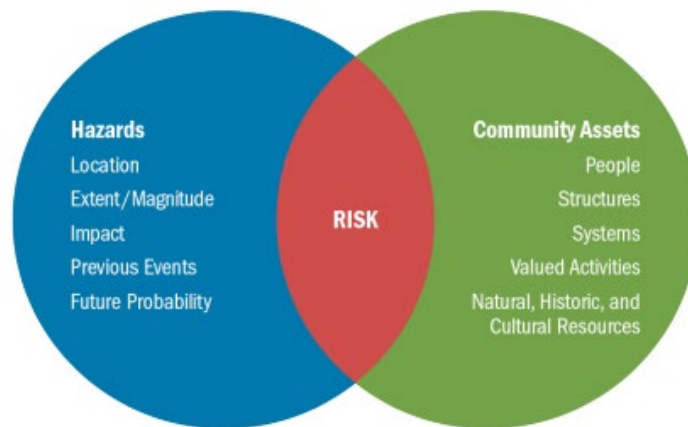 Hazards
Location
Extent/Magnitude
Impact
Previous Events
Future Probability
RISK
Community Assets
People
Structures
Systems
Valued Activities
Natural, Historic, and
Cultural Resources